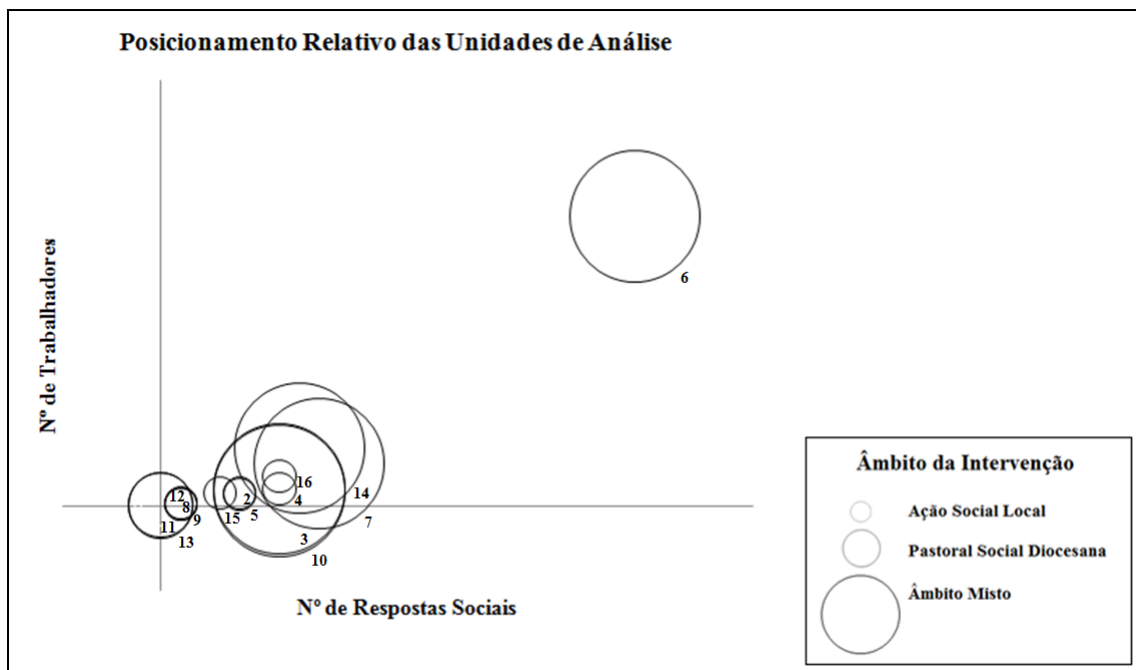 Posicionamento Relativo das Unidades de Análise
Nº de Trabalhadores
6
16
12
2
14
4
8
9
15
5
7
11
3
13
10
Nº de Respostas Sociais
Âmbito da Intervenção
Ação Social Local
Pastoral Social Diocesana
Âmbito Misto